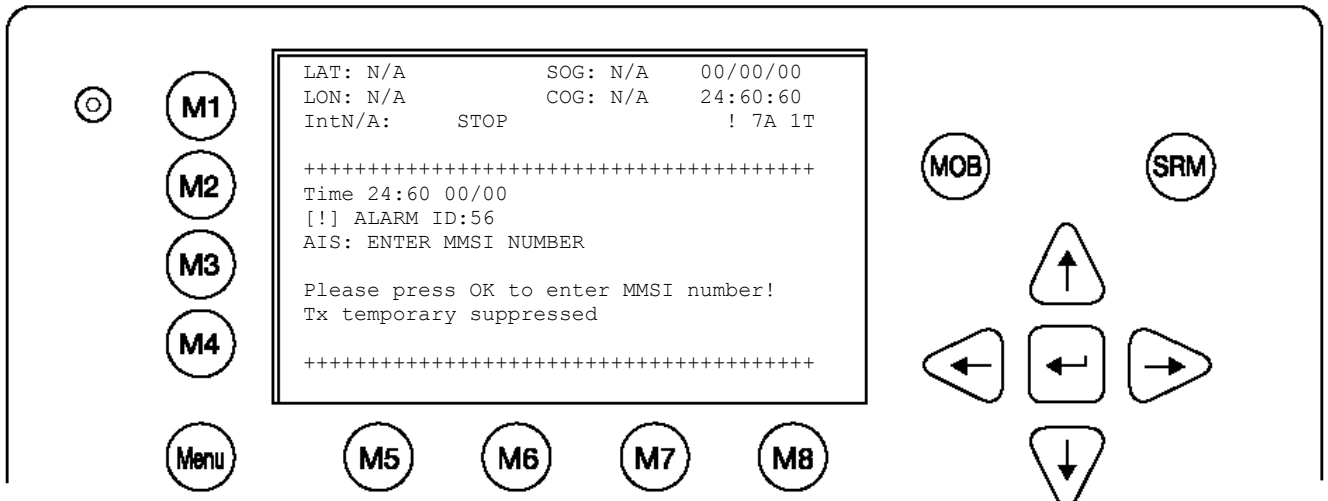 LAT: N/A SOG: N/A 00/00/00
LON: N/A COG: N/A 24:60:60
IntN/A: STOP ! 7A 1T
++++++++++++++++++++++++++++++++++++++++
Time 24:60 00/00
[!] ALARM ID:56
AIS: ENTER MMSI NUMBER
Please press OK to enter MMSI number!
Tx temporary suppressed
++++++++++++++++++++++++++++++++++++++++
M1
M2
M3
M4
Menu
M5
M6
M7
M8
MOB
SRM